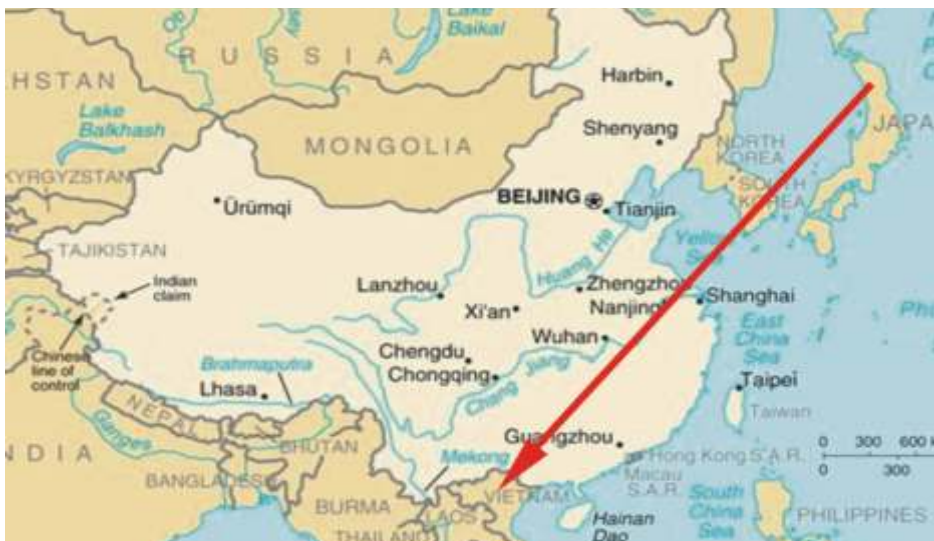 Ob
Lake
Baikal
R U S S I A
HSTAN
Lake
Balkhash
Harbin
Shenyang
MONGOLIA
JAPA
NORTH
KOREA
SOUTH
KOREA
KYRGYZSTAN
Ürümqi
BEIJING
Tianjin
TAJIKISTAN
Yellow
Sea
Huang He
Indian
claim
Lanzhou
Zhengzhou
Xi'an
Nanjing
Shanghai
Wuhan
East
China
Sea
Chinese
line of
control
Chengdu
Chongqing
Chang Jiang
Brahmaputra
Lhasa
Taipei
Taiwan
NEPAL
Ganges
BHUTAN
Guangzhou
NDIA
Mekong
Hong Kong S.A.R.
Macau
S.A.R.
0 300 600
0 300
BANGLADESH
BURMA
VIETNAM
LAOS
South
China
Sea
PHILIPPINES
Hainan
Dao
THAILAND